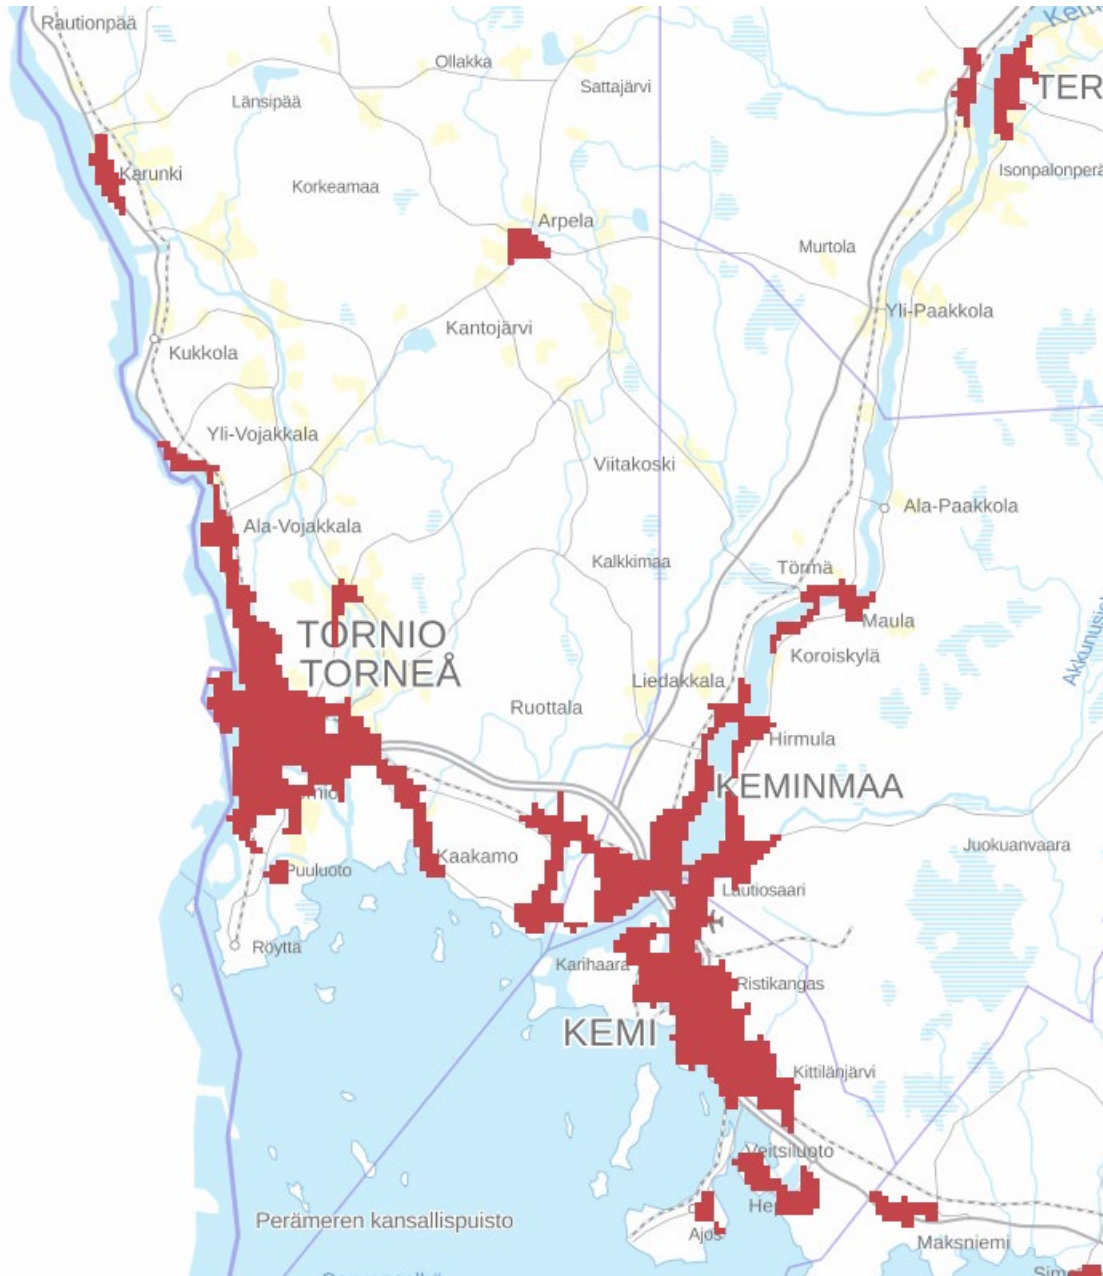 Rautionpää
Ollakka
Sattajärvi
TER
Länsipää
Karunki
Korkeamaa
Isonpalonperä
Arpela
Murtola
Yli-Paakkola
Kantojärvi
Kukkola
Yli-Vojakkala
Viitakoski
Ala-Paakkola
Ala-Vojakkala
Kalkkimaa
Törmä
Maula
TORNIO
TORNEÅ
Koroiskylä
Liedakkala
Ruottala
Hirmula
KEMINMAA
Juokuanvaara
Kaakamo
Puuluoto
Lautiosaari
Röyttä
Karihaara
Ristikangas
KEMI
Kittilänjärvi
Veitsiluoto
Perämeren kansallispuisto
Ajos
Maksniemi